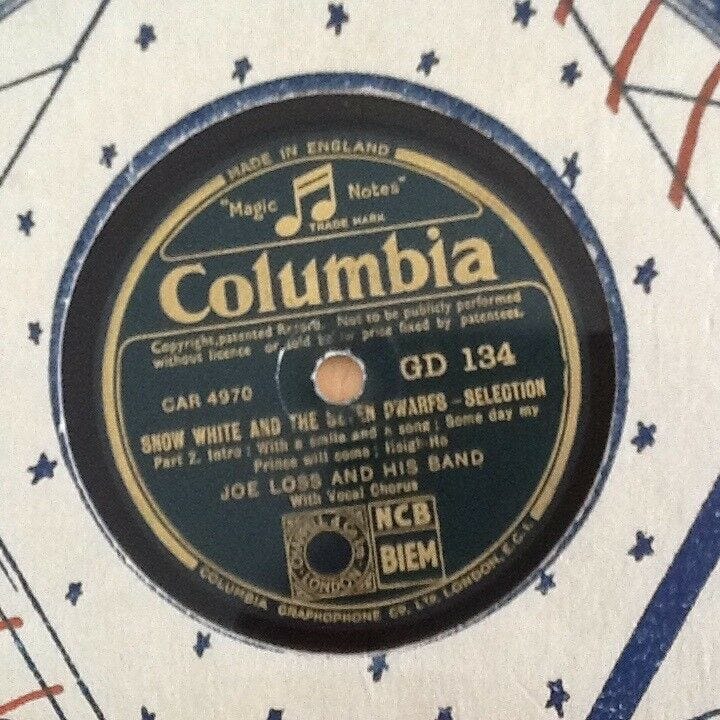 MADE IN ENGLAND
"Magic Notes"
TRADE MARK
Columbia
Copyright, patented Record. Not to be publicly performed
without licence or sold below price fixed by patentees.
CAR 4970
GD 134
SNOW WHITE AND THE SEVEN DWARFS - SELECTION
Part 2. Intro; With a smile and a song; Some day my
Prince will come; Heigh Ho
JOE LOSS AND HIS BAND
With Vocal Chorus
NCB
BIEM
LONDON
COLUMBIA GRAPHOPHONE CO. LTD. LONDON, E.C.1.